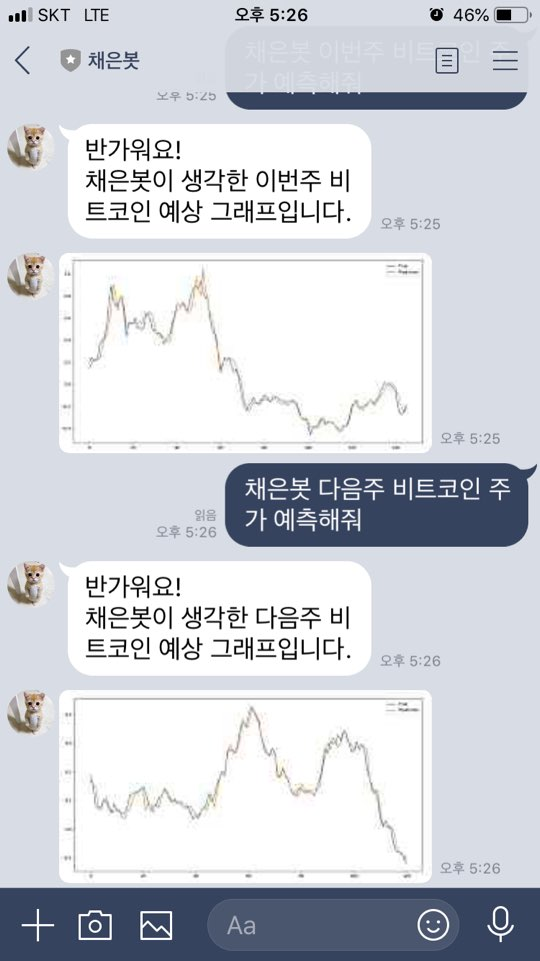 SKT LTE 오후 5:26 46%
채은봇
채은봇 이번주 비트코인 주
가 예측해줘
오후 5:25
반가워요!
채은봇이 생각한 이번주 비
트코인 예상 그래프입니다.
오후 5:25
오후 5:25
채은봇 다음주 비트코인 주
가 예측해줘
읽음
오후 5:26
반가워요!
채은봇이 생각한 다음주 비
트코인 예상 그래프입니다.
오후 5:26
오후 5:26
Aa